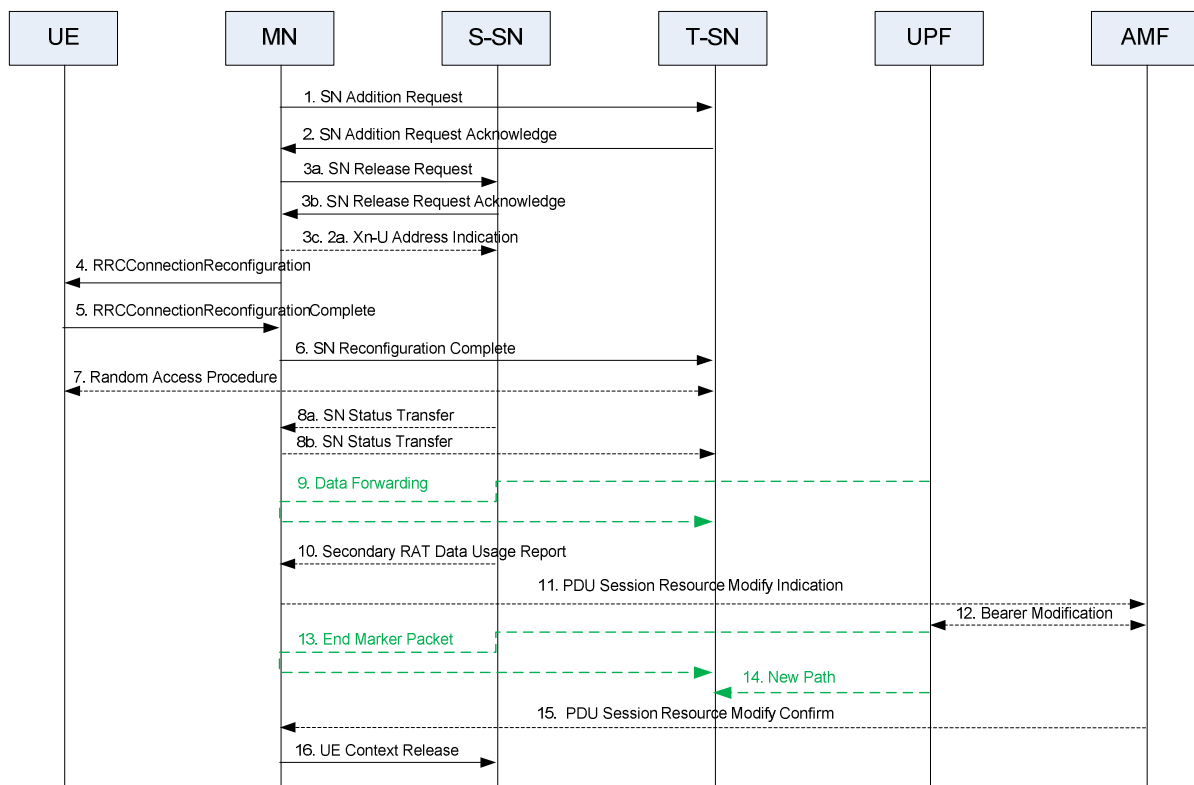 UE
MN
S-SN
T-SN
UPF
AMF
1. SN Addition Request
2. SN Addition Request Acknowledge
3a. SN Release Request
3b. SN Release Request Acknowledge
3c. 2a. Xn-U Address Indication
4. RRCConnectionReconfiguration
5. RRCConnectionReconfigurationComplete
6. SN Reconfiguration Complete
7. Random Access Procedure
8a. SN Status Transfer
8b. SN Status Transfer
9. Data Forwarding
10. Secondary RAT Data Usage Report
11. PDU Session Resource Modify Indication
12. Bearer Modification
13. End Marker Packet
14. New Path
15. PDU Session Resource Modify Confirm
16. UE Context Release